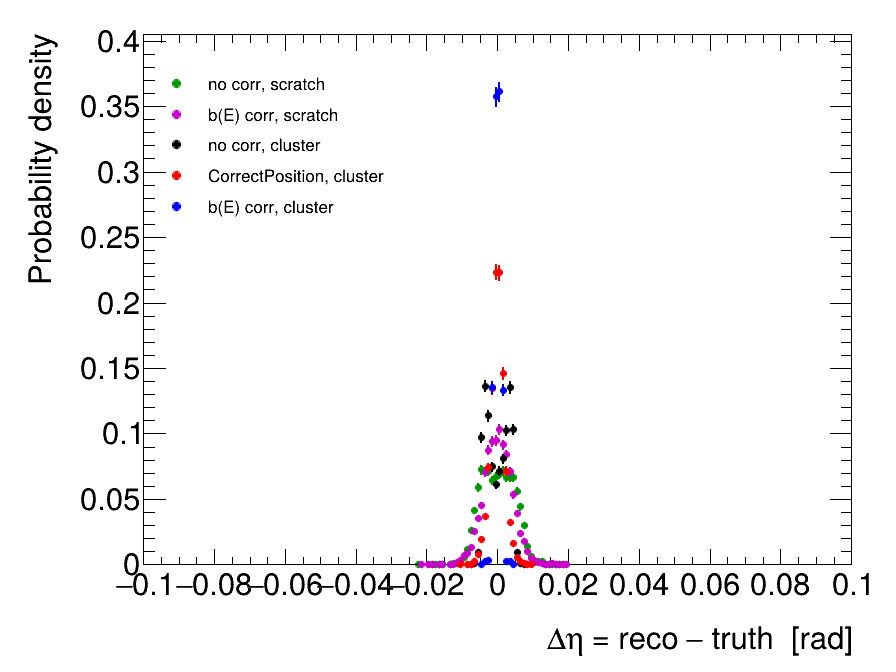 Probability density
0.4
0.35
0.3
0.25
0.2
0.15
0.1
0.05
0
no corr, scratch
b(E) corr, scratch
no corr, cluster
CorrectPosition, cluster
b(E) corr, cluster
−0.1 −0.08 −0.06 −0.04 −0.02 0 0.02 0.04 0.06 0.08 0.1
Δη = reco − truth [rad]